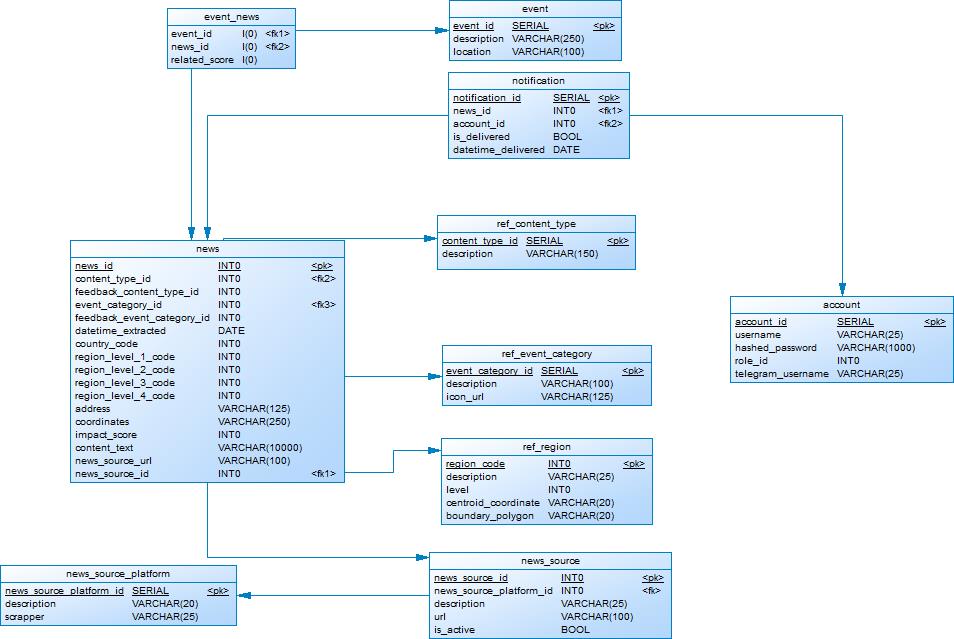 event_news
event_id I(0) <fk1>
news_id I(0) <fk2>
related_score I(0)
event
event_id SERIAL <pk>
description VARCHAR(250)
location VARCHAR(100)
notification
notification_id SERIAL <pk>
news_id INT0 <fk1>
account_id INT0 <fk2>
is_delivered BOOL
datetime_delivered DATE
ref_content_type
content_type_id SERIAL <pk>
description VARCHAR(150)
news
news_id INT0 <pk>
content_type_id INT0 <fk2>
feedback_content_type_id INT0
event_category_id INT0 <fk3>
feedback_event_category_id INT0
datetime_extracted DATE
country_code INT0
region_level_1_code INT0
region_level_2_code INT0
region_level_3_code INT0
region_level_4_code INT0
address VARCHAR(125)
coordinates VARCHAR(250)
impact_score INT0
content_text VARCHAR(10000)
news_source_url VARCHAR(100)
news_source_id INT0 <fk1>
account
account_id SERIAL <pk>
username VARCHAR(25)
hashed_password VARCHAR(1000)
role_id INT0
telegram_username VARCHAR(25)
ref_event_category
event_category_id SERIAL <pk>
description VARCHAR(100)
icon_url VARCHAR(125)
ref_region
region_code INT0 <pk>
description VARCHAR(25)
level INT0
centroid_coordinate VARCHAR(20)
boundary_polygon VARCHAR(20)
news_source
news_source_id INT0 <pk>
news_source_platform_id INT0 <fk>
description VARCHAR(25)
url VARCHAR(100)
is_active BOOL
news_source_platform
news_source_platform_id SERIAL <pk>
description VARCHAR(20)
scrapper VARCHAR(25)